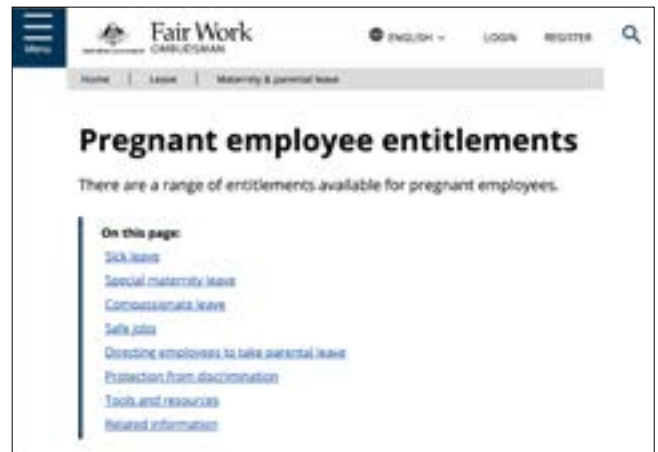 Menu
Fair Work
OMBUDSMAN
ENGLISH
LOGIN
REGISTER
Home | Leave | Maternity & parental leave
Pregnant employee entitlements
There are a range of entitlements available for pregnant employees.
On this page:
Sick leave
Special maternity leave
Compassionate leave
Safe jobs
Directing employees to take parental leave
Protection from discrimination
Tools and resources
Related information